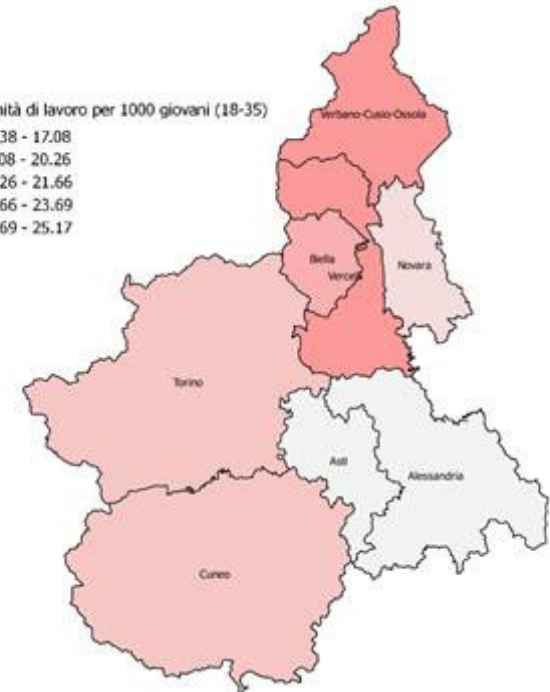 nità di lavoro per 1000 giovani (18-35)
38 - 17.08
08 - 20.26
26 - 21.66
66 - 23.69
69 - 25.17
Verbano-Cusio-Ossola
Biella
Vercelli
Novara
Torino
Asti
Alessandria
Cuneo